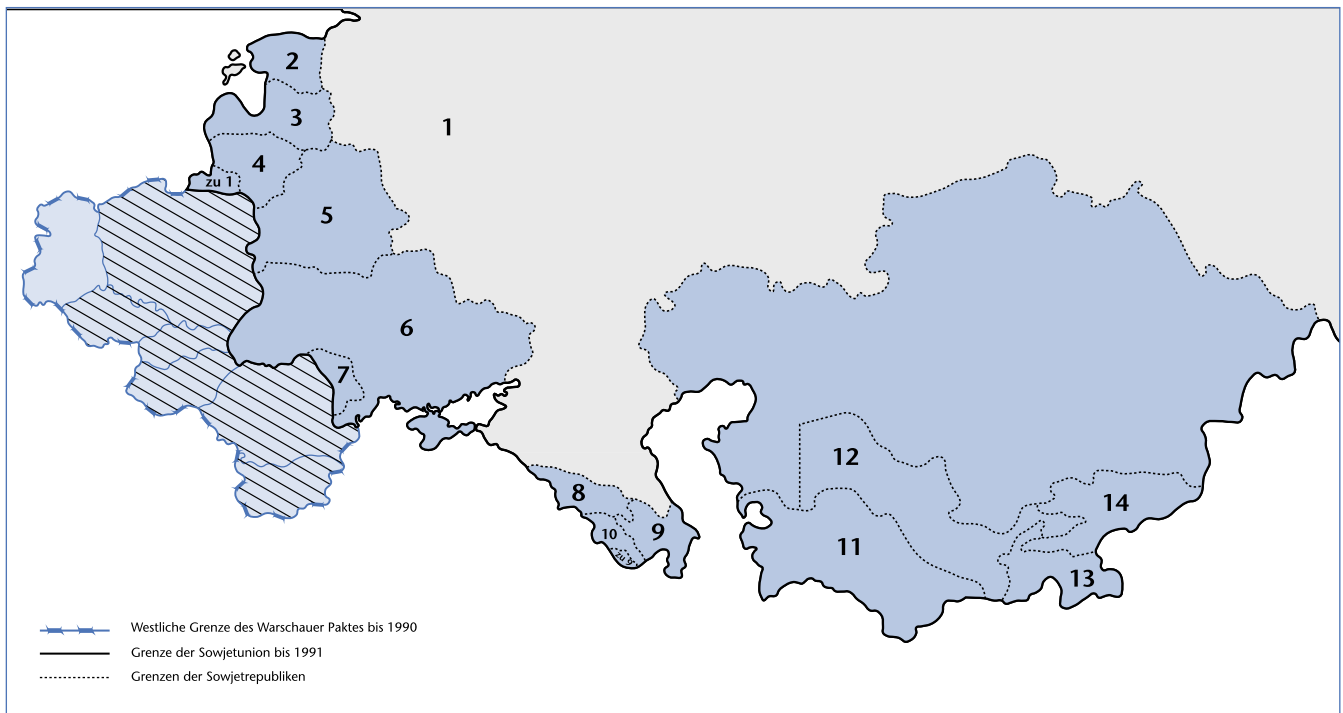 1
2
3
4
zu 1
5
6
7
8
9
10
zu 9
11
12
13
14
Westliche Grenze des Warschauer Paktes bis 1990
Grenze der Sowjetunion bis 1991
Grenzen der Sowjetrepubliken